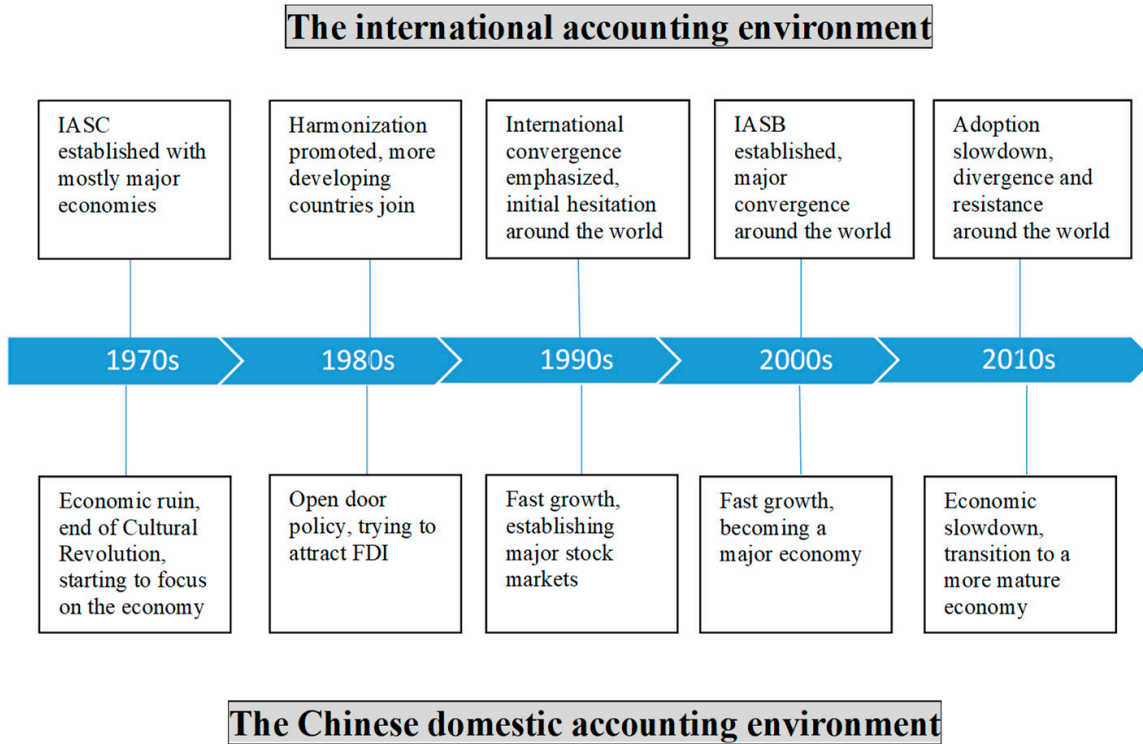 The international accounting environment
IASC
established with
mostly major
economies
Harmonization
promoted, more
developing
countries join
International
convergence
emphasized,
initial hesitation
around the world
IASB
established,
major
convergence
around the world
Adoption
slowdown,
divergence and
resistance
around the world
1970s
1980s
1990s
2000s
2010s
Economic ruin,
end of Cultural
Revolution,
starting to focus
on the economy
Open door
policy, trying to
attract FDI
Fast growth,
establishing
major stock
markets
Fast growth,
becoming a
major economy
Economic
slowdown,
transition to a
more mature
economy
The Chinese domestic accounting environment